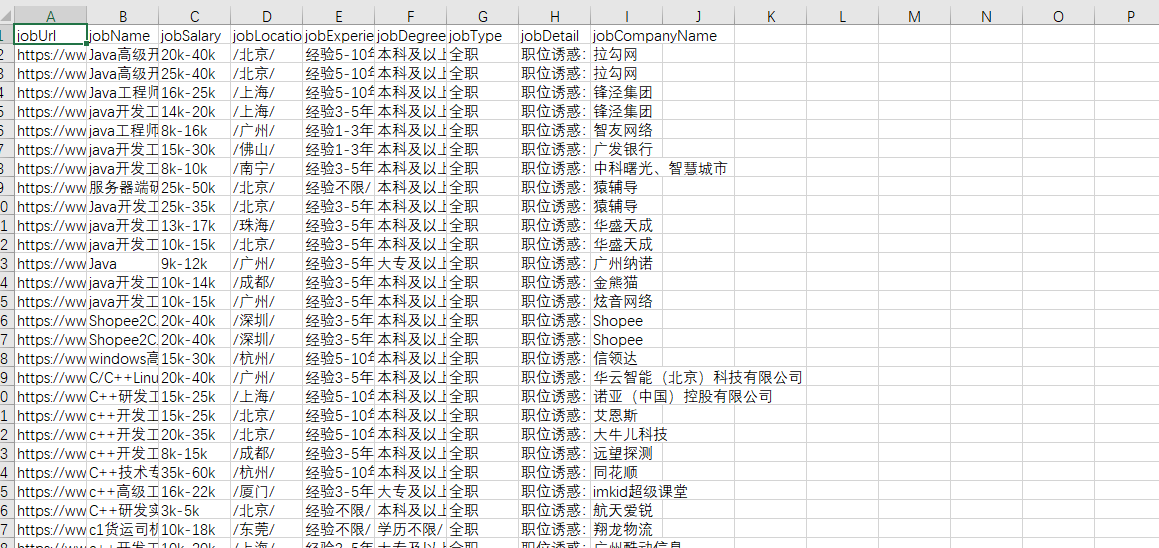 A B C D E F G H I J K L M N O P
1 jobUrl jobName jobSalary jobLocatio jobExperie jobDegree jobType jobDetail jobCompanyName
2 https://ww Java高级开 20k-40k /北京/ 经验5-10年 本科及以上 全职 职位诱惑: 拉勾网
3 https://ww Java高级开 25k-40k /北京/ 经验5-10年 本科及以上 全职 职位诱惑: 拉勾网
4 https://ww Java工程师 16k-25k /上海/ 经验5-10年 本科及以上 全职 职位诱惑: 锋泾集团
5 https://ww java开发工 14k-20k /上海/ 经验3-5年 本科及以上 全职 职位诱惑: 锋泾集团
6 https://ww java工程师 8k-16k /广州/ 经验1-3年 本科及以上 全职 职位诱惑: 智友网络
7 https://ww java开发工 15k-30k /佛山/ 经验1-3年 本科及以上 全职 职位诱惑: 广发银行
8 https://ww java开发工 8k-10k /南宁/ 经验3-5年 本科及以上 全职 职位诱惑: 中科曙光、智慧城市
9 https://ww 服务器端研 25k-50k /北京/ 经验不限/ 本科及以上 全职 职位诱惑: 猿辅导
0 https://ww Java开发工 25k-35k /北京/ 经验3-5年 本科及以上 全职 职位诱惑: 猿辅导
1 https://ww java开发工 13k-17k /珠海/ 经验3-5年 本科及以上 全职 职位诱惑: 华盛天成
2 https://ww java开发工 10k-15k /北京/ 经验3-5年 本科及以上 全职 职位诱惑: 华盛天成
3 https://ww Java 9k-12k /广州/ 经验3-5年 大专及以上 全职 职位诱惑: 广州纳诺
4 https://ww java开发工 10k-14k /成都/ 经验3-5年 本科及以上 全职 职位诱惑: 金熊猫
5 https://ww java开发工 10k-15k /广州/ 经验3-5年 本科及以上 全职 职位诱惑: 炫音网络
6 https://ww Shopee2C 20k-40k /深圳/ 经验3-5年 本科及以上 全职 职位诱惑: Shopee
7 https://ww Shopee2C 20k-40k /深圳/ 经验3-5年 本科及以上 全职 职位诱惑: Shopee
8 https://ww windows高 15k-30k /杭州/ 经验5-10年 本科及以上 全职 职位诱惑: 信领达
9 https://ww C/C++Linu 20k-40k /广州/ 经验3-5年 本科及以上 全职 职位诱惑: 华云智能（北京）科技有限公司
0 https://ww C++研发工 15k-25k /上海/ 经验5-10年 本科及以上 全职 职位诱惑: 诺亚（中国）控股有限公司
1 https://ww c++开发工 15k-25k /北京/ 经验5-10年 本科及以上 全职 职位诱惑: 艾恩斯
2 https://ww c++开发工 20k-35k /北京/ 经验5-10年 本科及以上 全职 职位诱惑: 大牛儿科技
3 https://ww c++开发工 8k-15k /成都/ 经验3-5年 本科及以上 全职 职位诱惑: 远望探测
4 https://ww C++技术专 35k-60k /杭州/ 经验5-10年 本科及以上 全职 职位诱惑: 同花顺
5 https://ww c++高级工 16k-22k /厦门/ 经验3-5年 大专及以上 全职 职位诱惑: imkid超级课堂
6 https://ww C++研发实 3k-5k /北京/ 经验不限/ 本科及以上 全职 职位诱惑: 航天爱锐
7 https://ww c1货运司机 10k-18k /东莞/ 经验不限/ 学历不限/ 全职 职位诱惑: 翔龙物流
8 https://ww c++开发工 10k-20k /上海/ 经验3-5年 大专及以上 全职 职位诱惑: 广州酷动信息